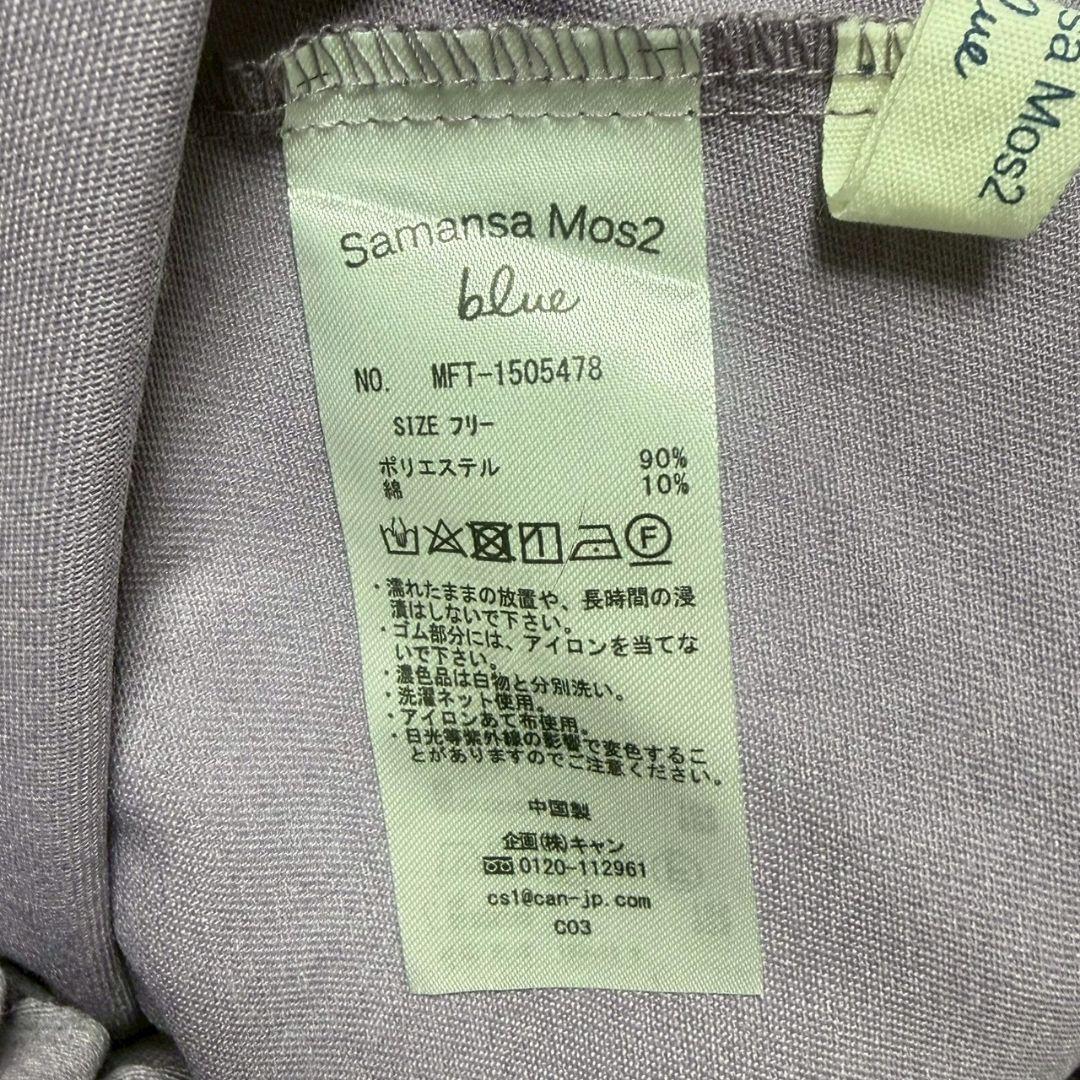 Samansa Mos2
blue
NO. MFT-1505478
SIZE フリー
ポリエステル 90%
綿 10%
F
・濡れたままの放置や、長時間の浸
漬はしないで下さい。
・ゴム部分には、アイロンを当てな
いで下さい。
・濃色品は白物と分別洗い。
・洗濯ネット使用。
・アイロンあて布使用。
・日光等紫外線の影響で変色するこ
とがありますのでご注意ください。
中国製
企画(株)キャン
0120-112961
cs1@can-jp.com
C03
sa Mos2
lue